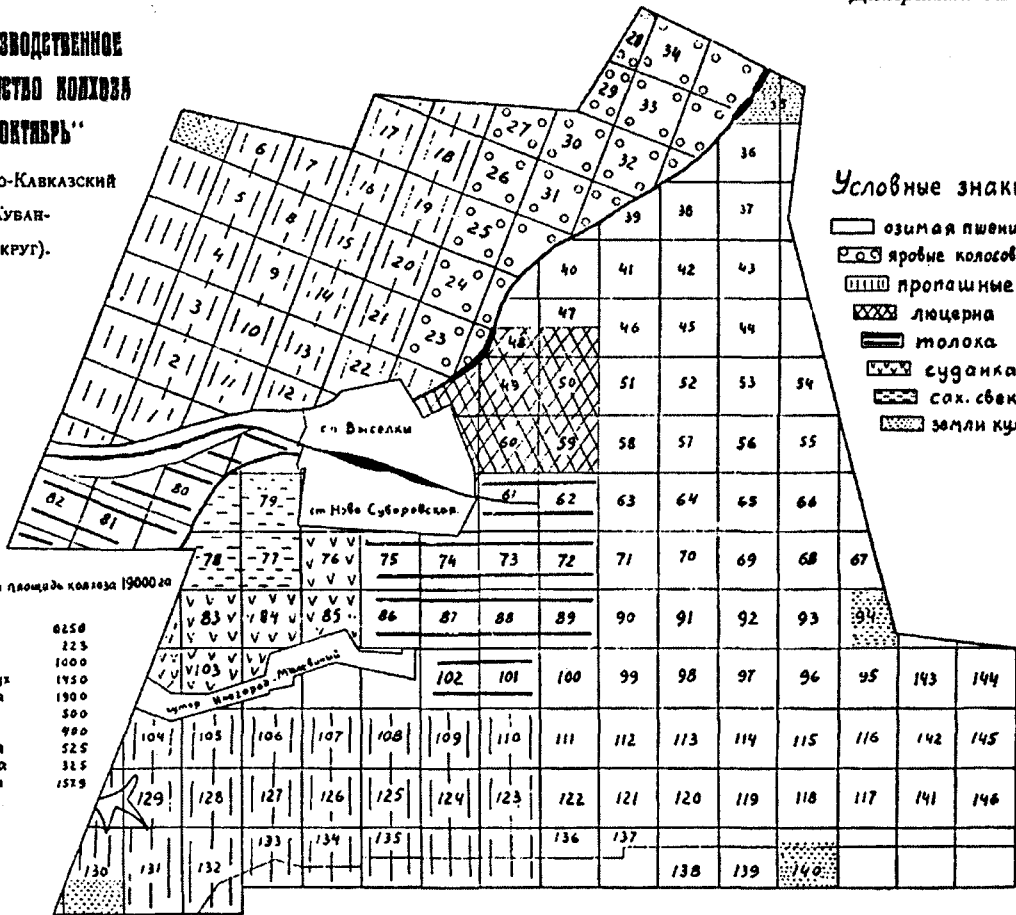 ЗВОДСТВЕННОЕ
СТВО КОЛХОЗА
ОКТЯБРЬ“
О-КАВКАЗСКИЙ
КУБАН-
КРУГ).
Условные знаки
озимая пшени
яровые колосов
пропашные
люцерна
толока
суданка
сах. свек
земли ку
28 34
29 33 35
17 18 27 30 32 36
6 7 16 19 26 31 39 38 37
5 8 15 20 25 40 41 42 43
4 9 14 21 24 47 46 45 44
3 10 13 22 23 48
2 11 12 49 50 51 52 53 54
1
ст Выселки
60 59 58 57 56 55
82 81 80 79
ст Ново Суворовская
61 62 63 64 65 66
78 77 76 75 74 73 72 71 70 69 68 67
площадь колхоза 19000 га
83 84 85 86 87 88 89 90 91 92 93 94
0250
225
1000
1450
1900
500
900
525
325
1579
103
хутор Новгород-Малеваный
102 101 100 99 98 97 96 95 143 144
104 105 106 107 108 109 110 111 112 113 114 115 116 142 145
129 128 127 126 125 124 123 122 121 120 119 118 117 141 146
130 131 132 133 134 135 136 137 138 139 140